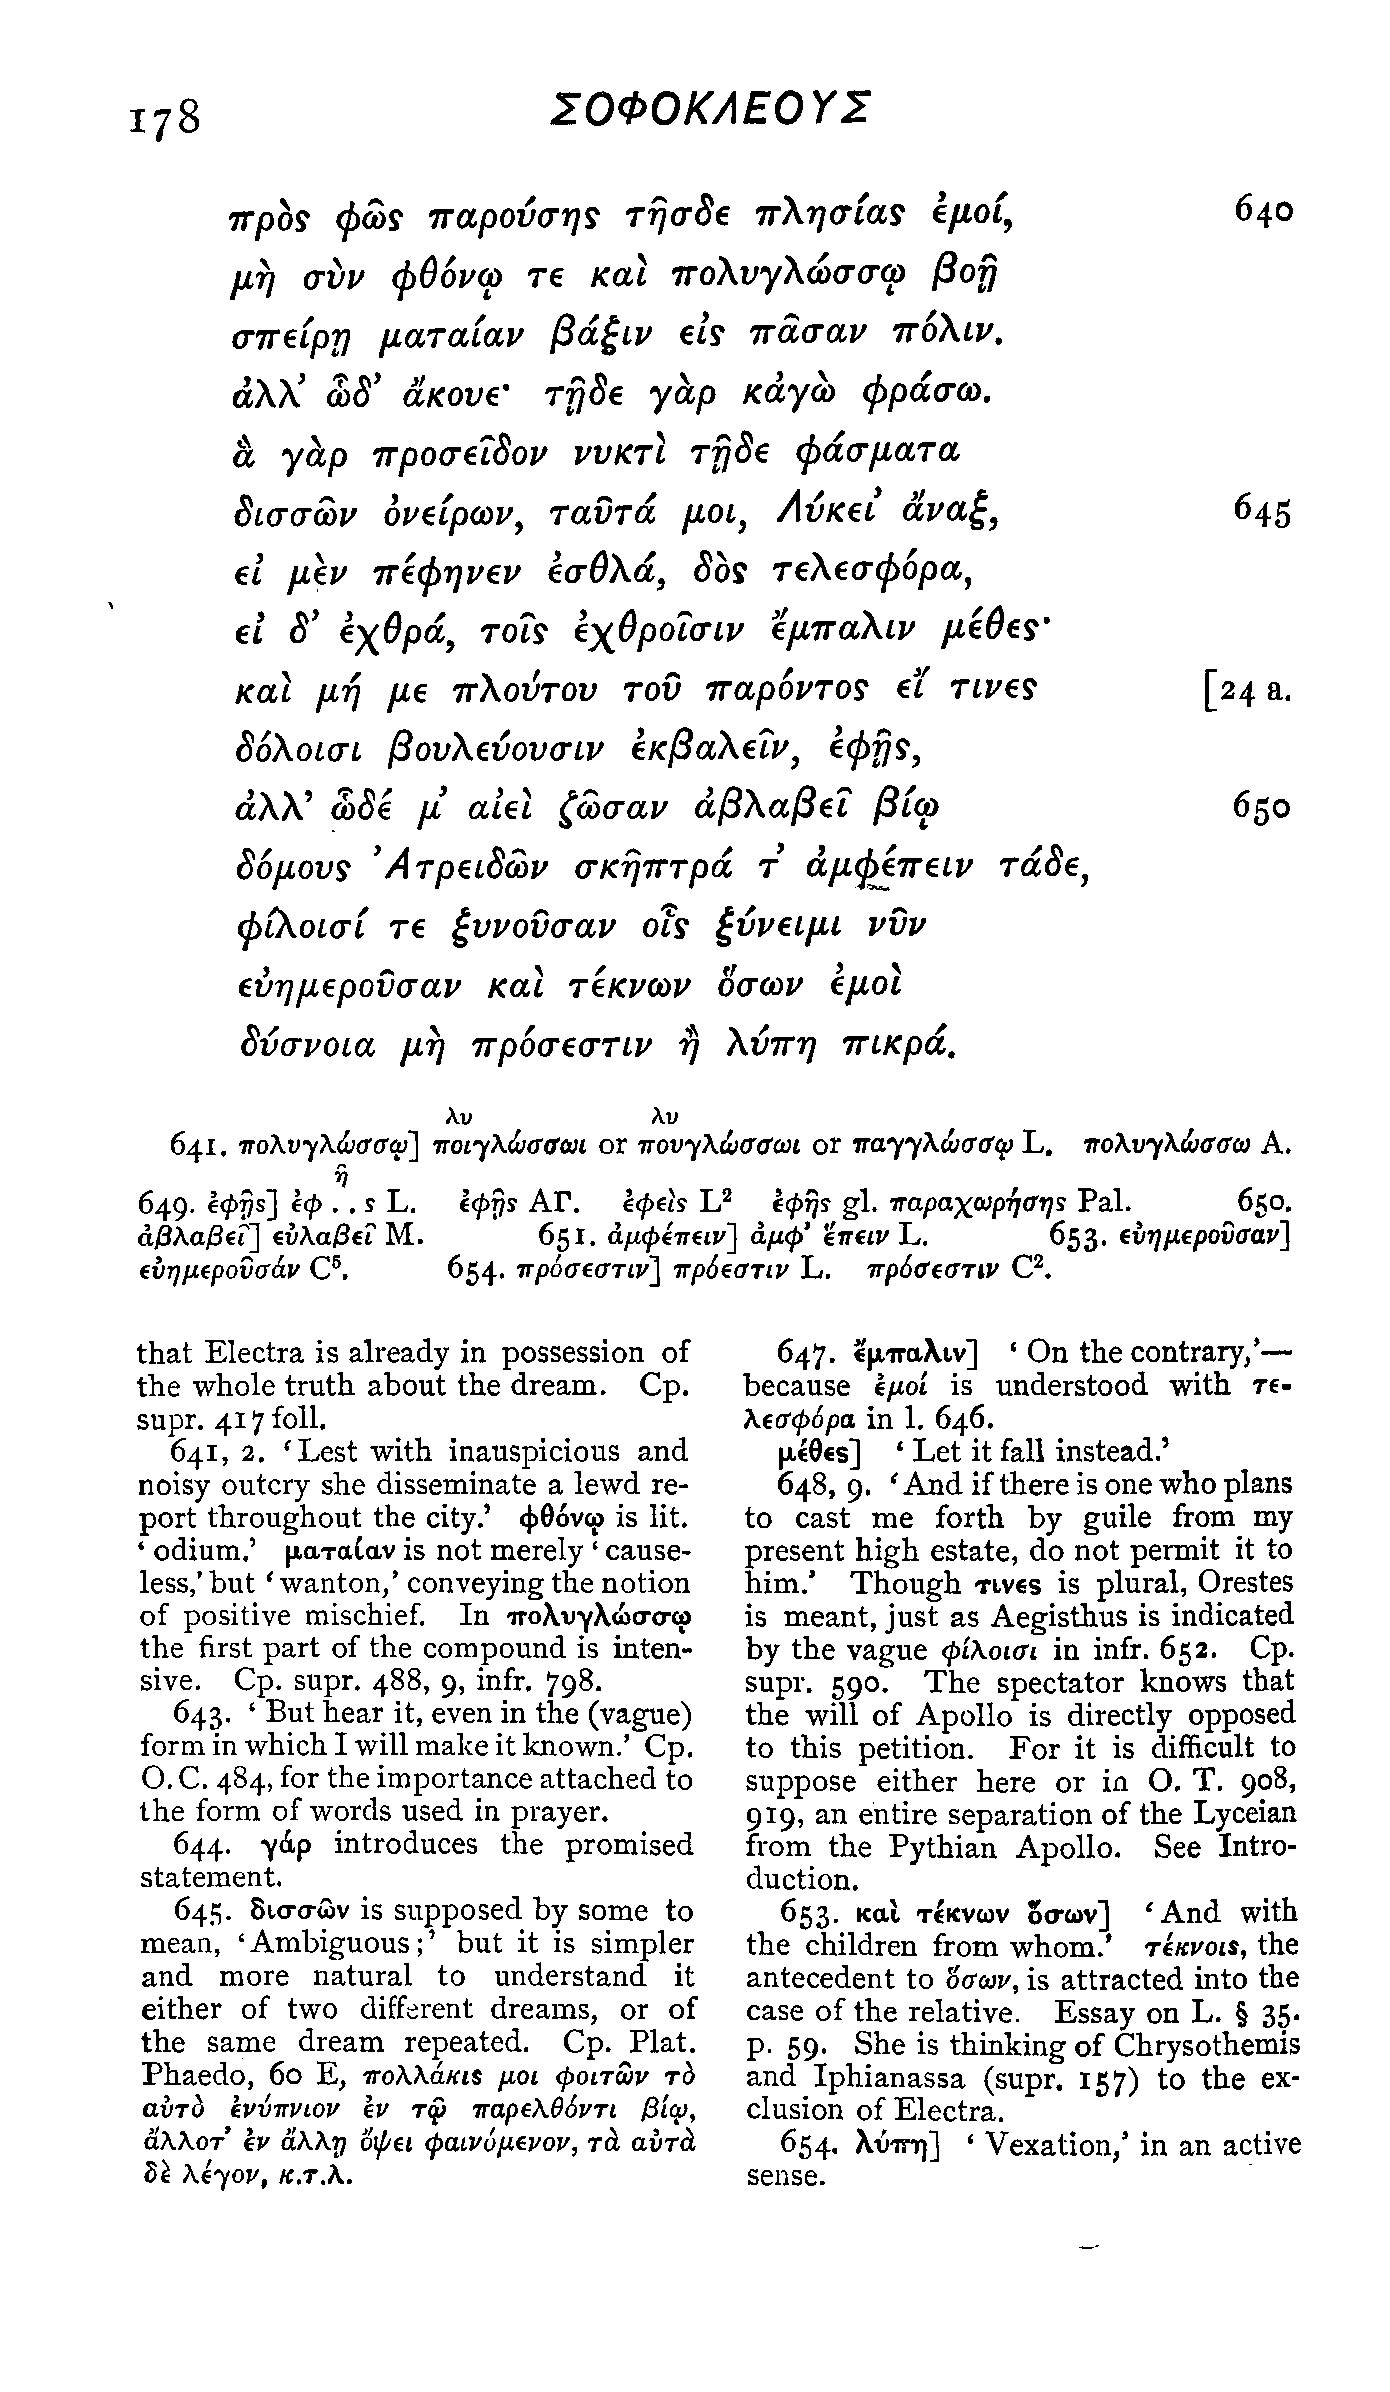 178
ΣΟΦΟΚΛΕΟΥΣ
πρὸς φῶς παρούσης τῆσδε πλησίας ἐμοί, 640
μὴ σὺν φθόνῳ τε καὶ πολυγλώσσῳ βοῇ
σπείρῃ ματαίαν βάξιν εἰς πᾶσαν πόλιν.
ἀλλ’ ὧδ’ ἄκουε· τῇδε γὰρ κἀγὼ φράσω.
ἃ γὰρ προσεῖδον νυκτὶ τῇδε φάσματα
δισσῶν ὀνείρων, ταῦτά μοι, Λύκει’ ἄναξ, 645
εἰ μὲν πέφηνεν ἐσθλά, δὸς τελεσφόρα,
εἰ δ’ ἐχθρά, τοῖς ἐχθροῖσιν ἔμπαλιν μέθες·
καὶ μή με πλούτου τοῦ παρόντος εἴ τινες [24 a.
δόλοισι βουλεύουσιν ἐκβαλεῖν, ἐφῇς,
ἀλλ’ ὧδέ μ’ αἰεὶ ζῶσαν ἀβλαβεῖ βίῳ 650
δόμους Ἀτρειδῶν σκῆπτρά τ’ ἀμφέπειν τάδε,
φίλοισί τε ξυνοῦσαν οἷς ξύνειμι νῦν
εὐημεροῦσαν καὶ τέκνων ὅσων ἐμοὶ
δύσνοια μὴ πρόσεστιν ἢ λύπη πικρά.
λυ λυ
641. πολυγλώσσῳ] ποιγλώσσωι or πουγλώσσωι or παγγλώσσῳ L. πολυγλώσσω A.
ῆ
649. ἐφῇς] ἐφ . . ς L. ἐφῇς ΑΓ. ἐφεὶς L² ἐφῆς gl. παραχωρήσης Pal. 650.
ἀβλαβεῖ] εὐλαβεῖ M. 651. ἀμφέπειν] ἀμφ’ ἔπειν L. 653. εὐημεροῦσαν]
εὐημεροῦσάν C⁵. 654. πρόσεστιν] πρόεστιν L. πρόσεστιν C².
that Electra is already in possession of
the whole truth about the dream. Cp.
supr. 417 foll.
641, 2. ‘Lest with inauspicious and
noisy outcry she disseminate a lewd re-
port throughout the city.’ φθόνῳ is lit.
‘odium.’ ματαίαν is not merely ‘cause-
less,’ but ‘wanton,’ conveying the notion
of positive mischief. In πολυγλώσσῳ
the first part of the compound is inten-
sive. Cp. supr. 488, 9, infr. 798.
643. ‘But hear it, even in the (vague)
form in which I will make it known.’ Cp.
O. C. 484, for the importance attached to
the form of words used in prayer.
644. γάρ introduces the promised
statement.
645. δισσῶν is supposed by some to
mean, ‘Ambiguous;’ but it is simpler
and more natural to understand it
either of two different dreams, or of
the same dream repeated. Cp. Plat.
Phaedo, 60 E, πολλάκις μοι φοιτῶν τὸ
αὐτὸ ἐνύπνιον ἐν τῷ παρελθόντι βίῳ,
ἄλλοτ’ ἐν ἄλλῃ ὄψει φαινόμενον, τὰ αὐτὰ
δὲ λέγον, κ.τ.λ.
647. ἔμπαλιν] ‘On the contrary,’—
because ἐμοί is understood with τε-
λεσφόρα in l. 646.
μέθες] ‘Let it fall instead.’
648, 9. ‘And if there is one who plans
to cast me forth by guile from my
present high estate, do not permit it to
him.’ Though τινες is plural, Orestes
is meant, just as Aegisthus is indicated
by the vague φίλοισι in infr. 652. Cp.
supr. 590. The spectator knows that
the will of Apollo is directly opposed
to this petition. For it is difficult to
suppose either here or in O. T. 908,
919, an entire separation of the Lyceian
from the Pythian Apollo. See Intro-
duction.
653. καὶ τέκνων ὅσων] ‘And with
the children from whom.’ τέκνοις, the
antecedent to ὅσων, is attracted into the
case of the relative. Essay on L. § 35.
p. 59. She is thinking of Chrysothemis
and Iphianassa (supr. 157) to the ex-
clusion of Electra.
654. λύπη] ‘Vexation,’ in an active
sense.